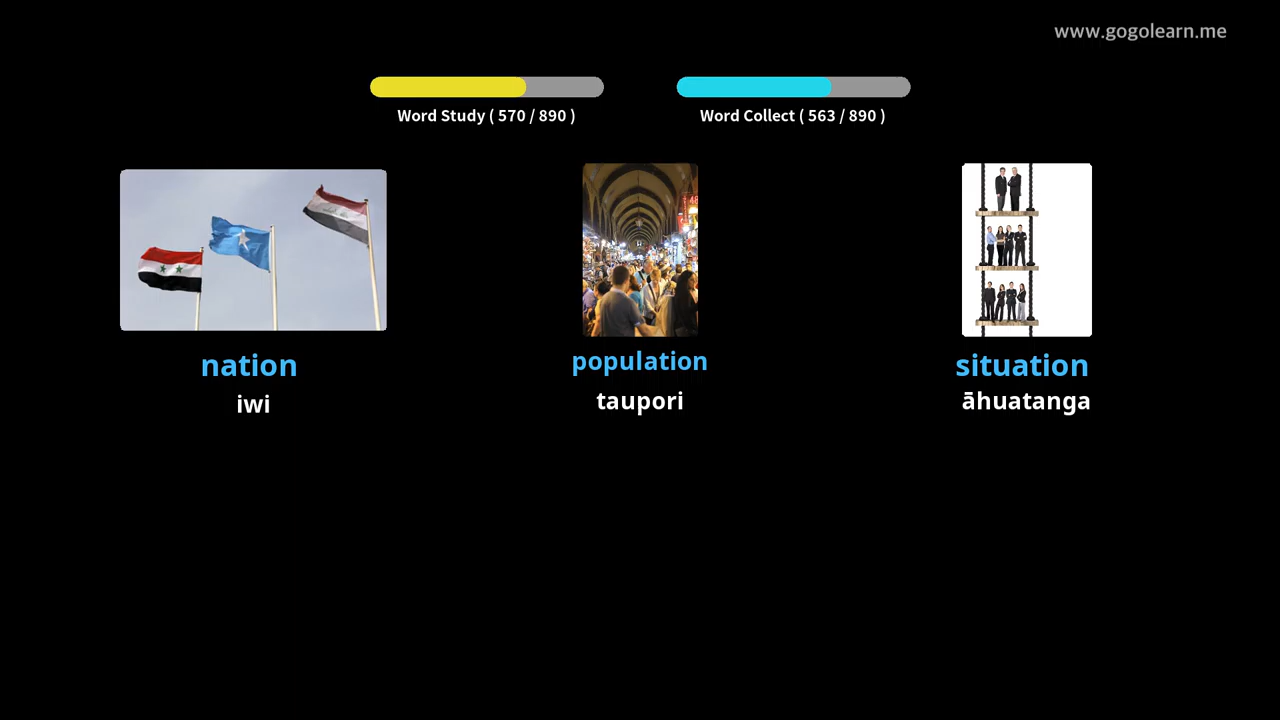 www.gogolearn.me
Word Study ( 570 / 890 )
Word Collect ( 563 / 890 )
nation
population
situation
iwi
taupori
āhuatanga